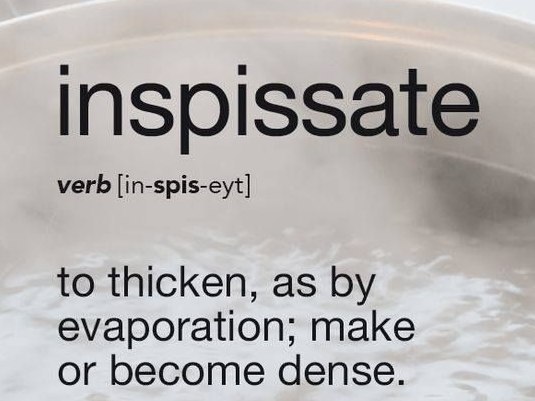 inspissate
verb [in-spis-eyt]
to thicken, as by
evaporation; make
or become dense.